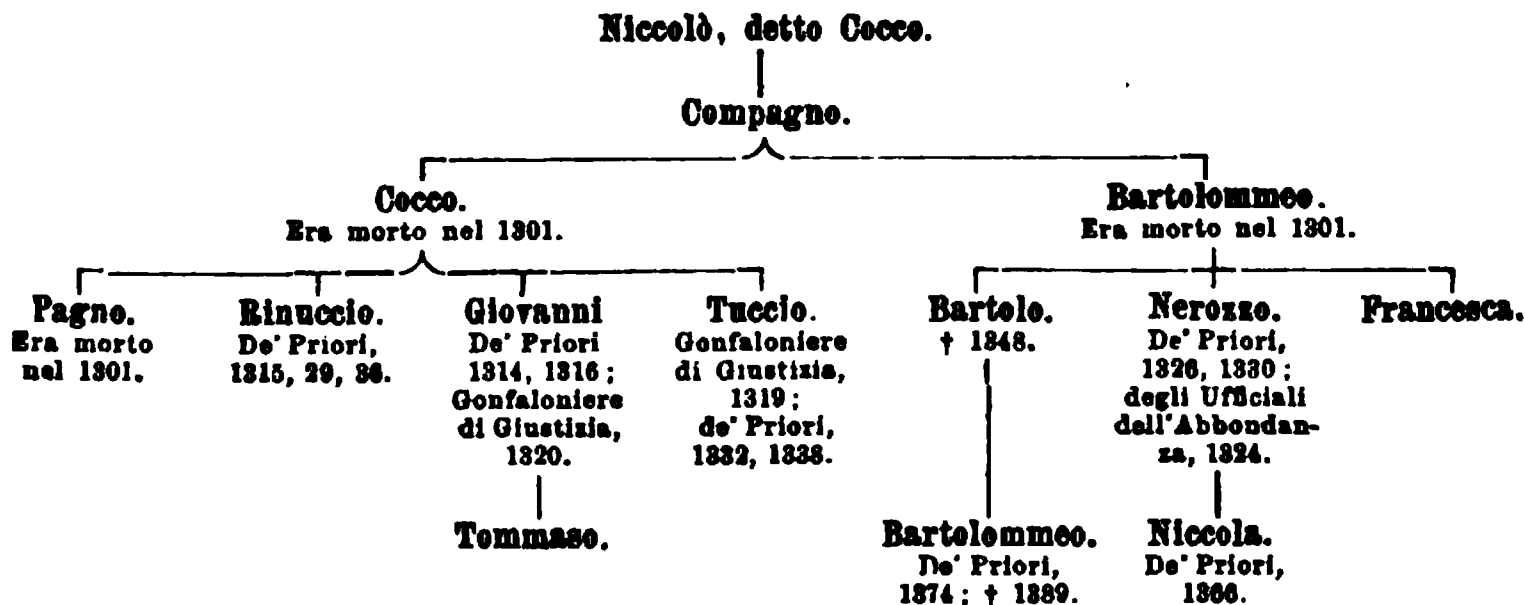 Niccolò, detto Cocco.
Compagno.
Cocco.
Era morto nel 1301.
Bartolommeo.
Era morto nel 1301.
Pagno.
Era morto
nel 1301.
Rinuccio.
De' Priori,
1315, 29, 36.
Giovanni
De' Priori
1314, 1316;
Gonfaloniere
di Giustizia,
1320.
Tuccio.
Gonfaloniere
di Giustizia,
1319;
de' Priori,
1332, 1338.
Bartolo.
† 1348.
Nerozzo.
De' Priori,
1326, 1330;
degli Ufficiali
dell'Abbondan-
za, 1324.
Francesca.
Tommaso.
Bartolommeo.
De' Priori,
1374; † 1389.
Niccola.
De' Priori,
1366.